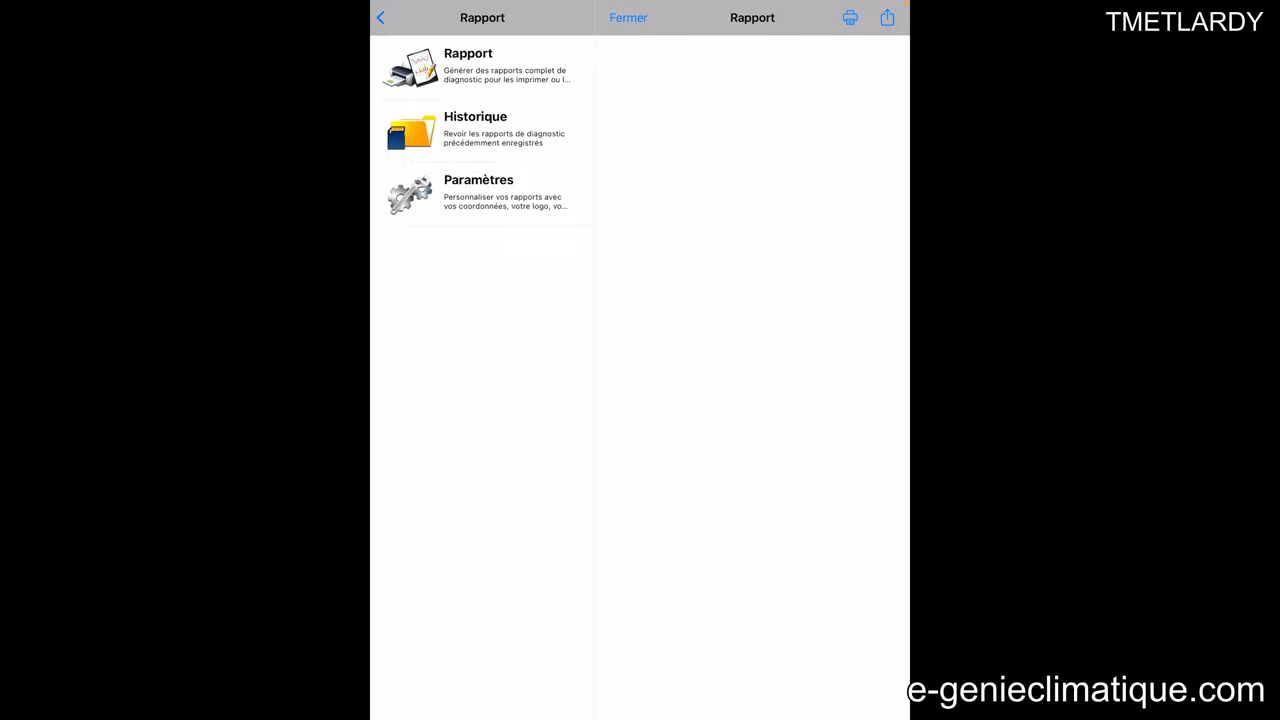 TMETLARDY
Rapport
Fermer
Rapport
Rapport
Générer des rapports complet de
diagnostic pour les imprimer ou l...
Historique
Revoir les rapports de diagnostic
précédemment enregistrés
Paramètres
Personnaliser vos rapports avec
vos coordonnées, votre logo, vo...
e-genieclimatique.com